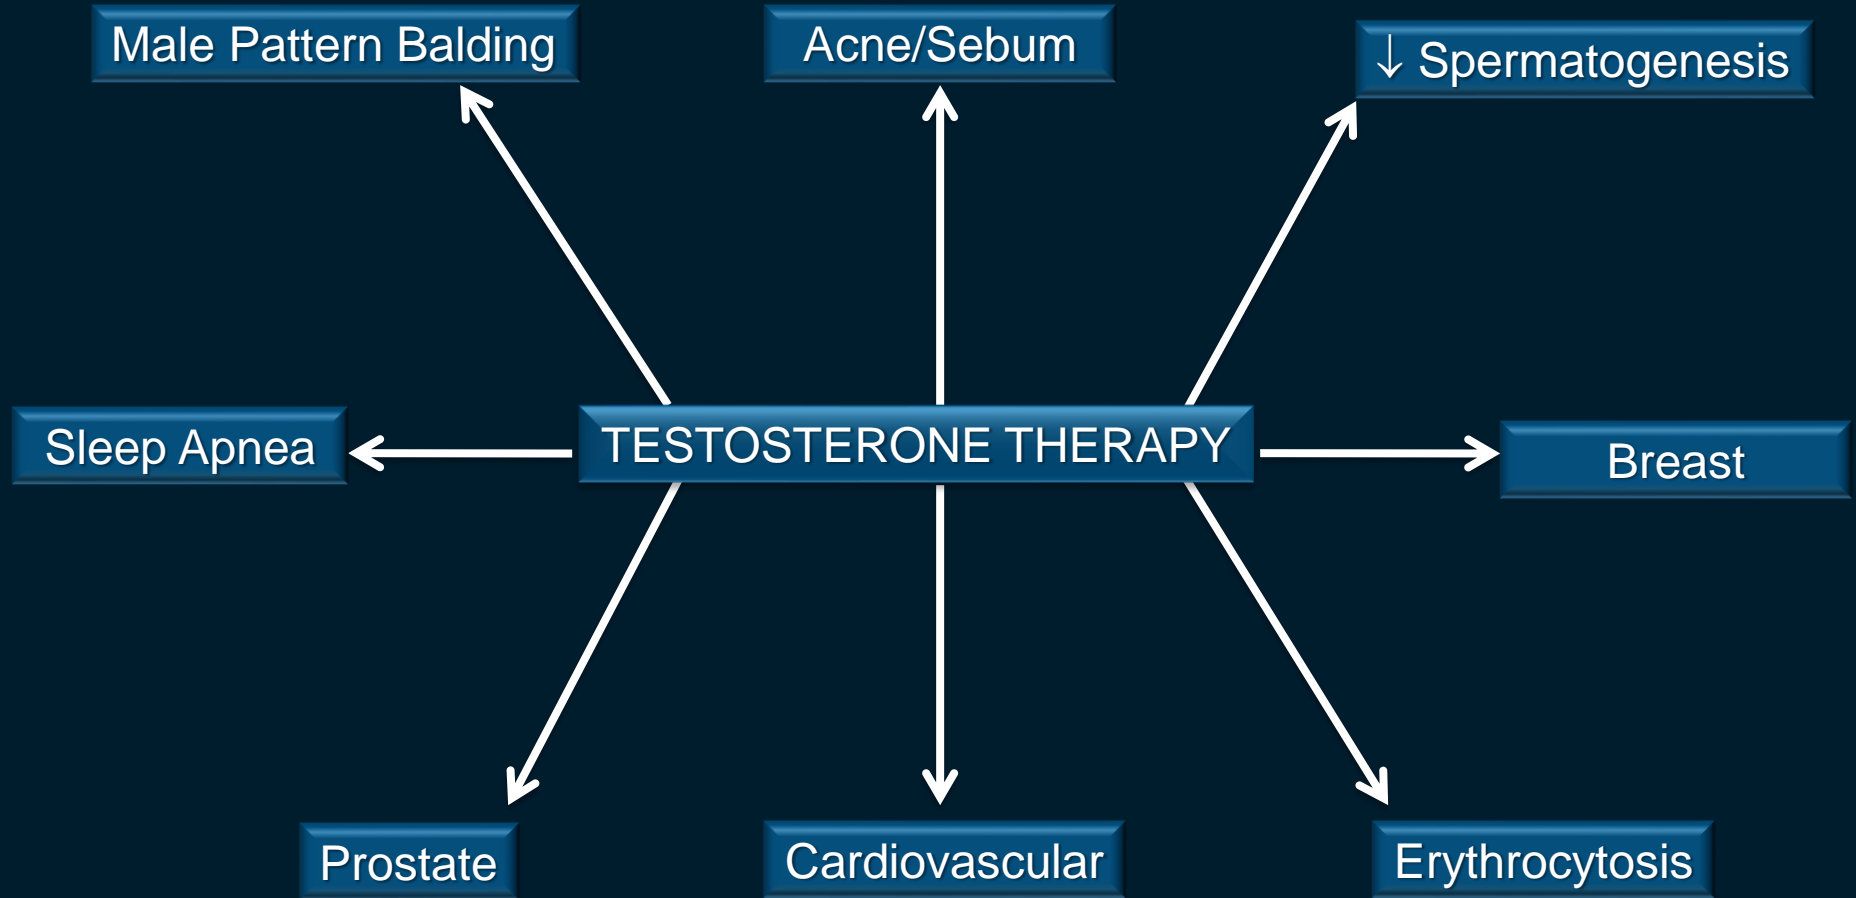 Male Pattern Balding
Acne/Sebum
↓ Spermatogenesis
Sleep Apnea
TESTOSTERONE THERAPY
Breast
Prostate
Cardiovascular
Erythrocytosis